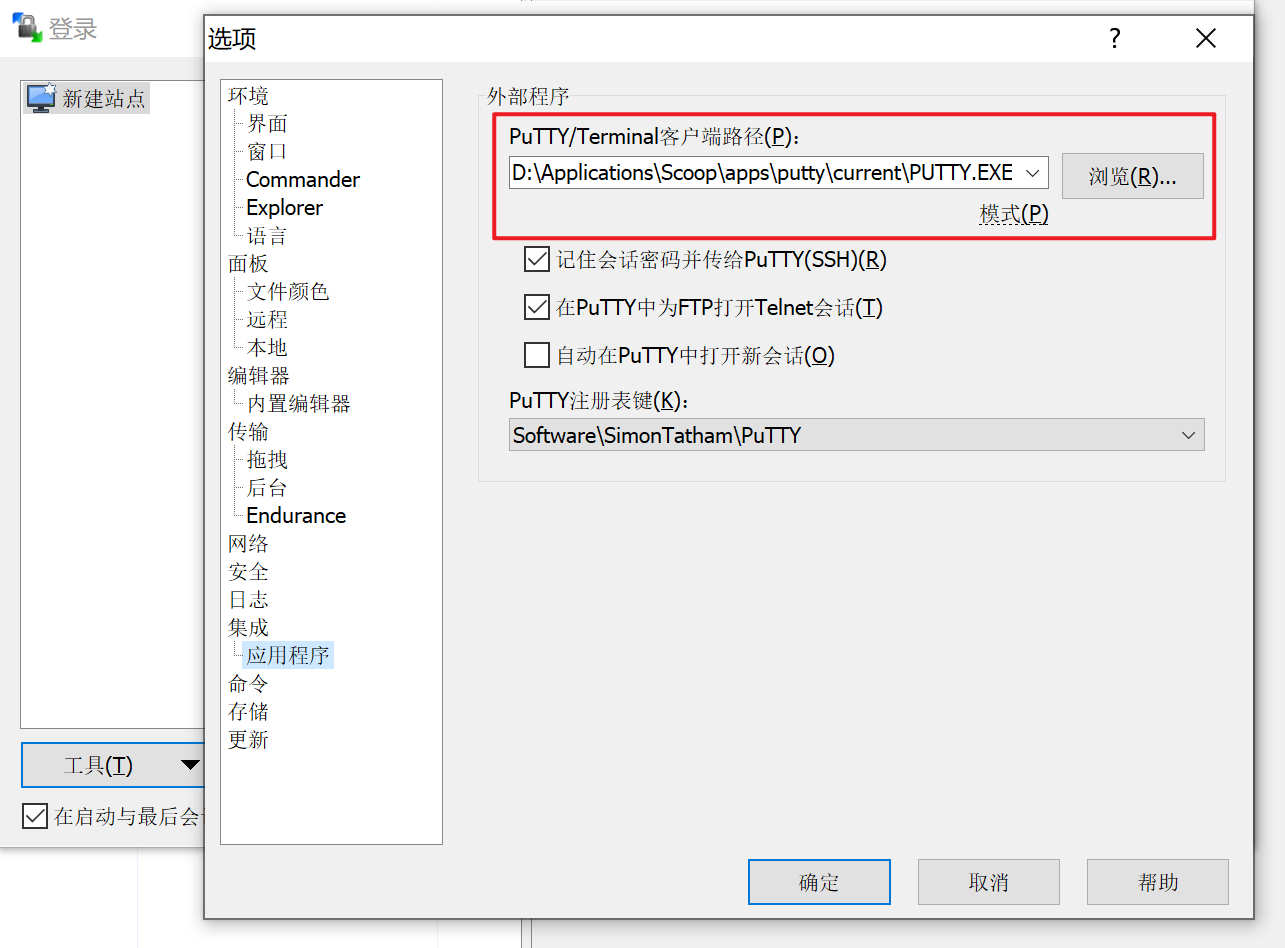 登录
新建站点
工具(T)
在启动与最后会
选项
?
环境
界面
窗口
Commander
Explorer
语言
面板
文件颜色
远程
本地
编辑器
内置编辑器
传输
拖拽
后台
Endurance
网络
安全
日志
集成
应用程序
命令
存储
更新
外部程序
PuTTY/Terminal客户端路径(P):
D:\Applications\Scoop\apps\putty\current\PUTTY.EXE
浏览(R)...
模式(P)
记住会话密码并传给PuTTY(SSH)(R)
在PuTTY中为FTP打开Telnet会话(T)
自动在PuTTY中打开新会话(O)
PuTTY注册表键(K):
Software\SimonTatham\PuTTY
确定
取消
帮助